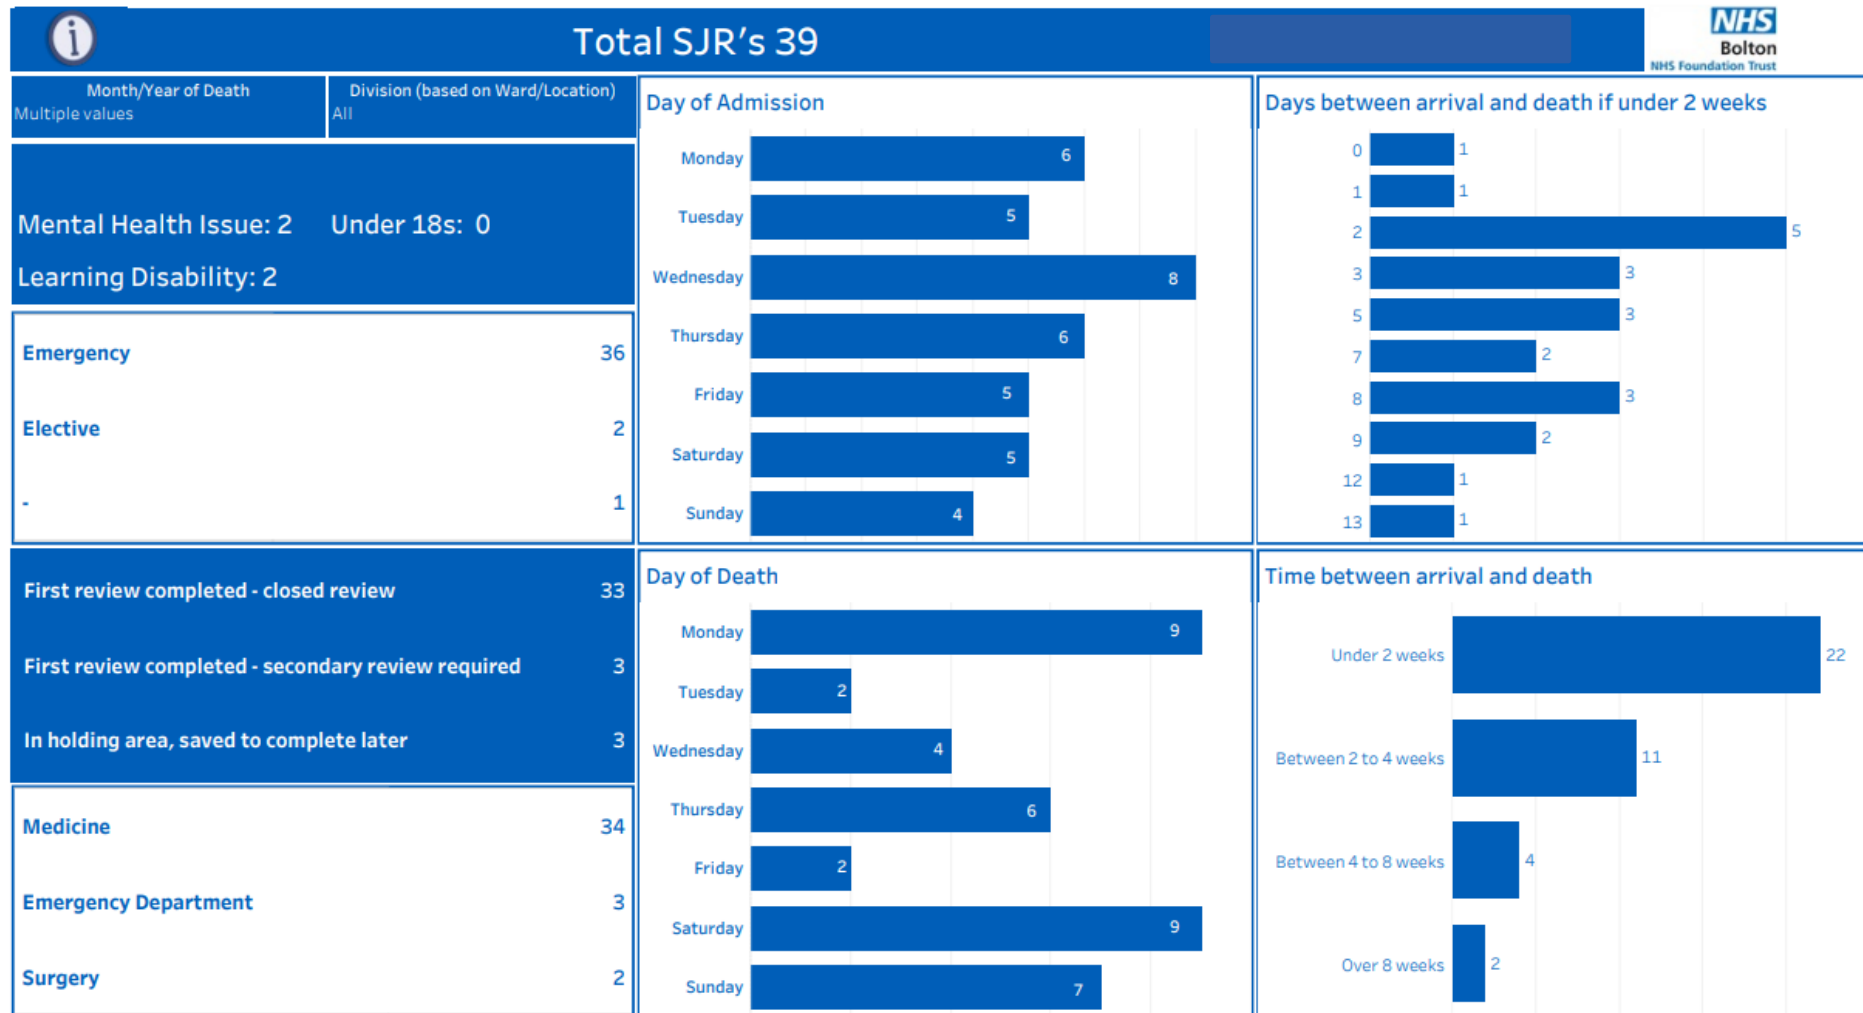 i
Total SJR's 39
NHS
Bolton
NHS Foundation Trust
Month/Year of Death
Multiple values
Division (based on Ward/Location)
All
Mental Health Issue: 2 Under 18s: 0
Learning Disability: 2
Emergency 36
Elective 2
- 1
First review completed - closed review 33
First review completed - secondary review required 3
In holding area, saved to complete later 3
Medicine 34
Emergency Department 3
Surgery 2
Day of Admission
Monday 6
Tuesday 5
Wednesday 8
Thursday 6
Friday 5
Saturday 5
Sunday 4
Day of Death
Monday 9
Tuesday 2
Wednesday 4
Thursday 6
Friday 2
Saturday 9
Sunday 7
Days between arrival and death if under 2 weeks
0 1
1 1
2 5
3 3
5 3
7 2
8 3
9 2
12 1
13 1
Time between arrival and death
Under 2 weeks 22
Between 2 to 4 weeks 11
Between 4 to 8 weeks 4
Over 8 weeks 2